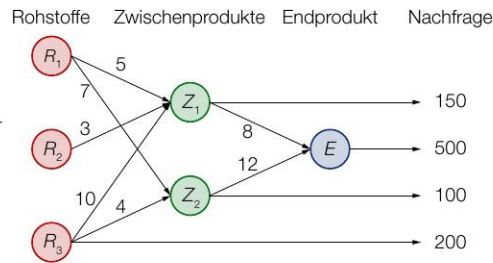 Rohstoffe Zwischenprodukte Endprodukt Nachfrage
R₁ 5
7 Z₁ 150
8
R₂ 3 E 500
12
10 Z₂ 100
4
R₃ 200